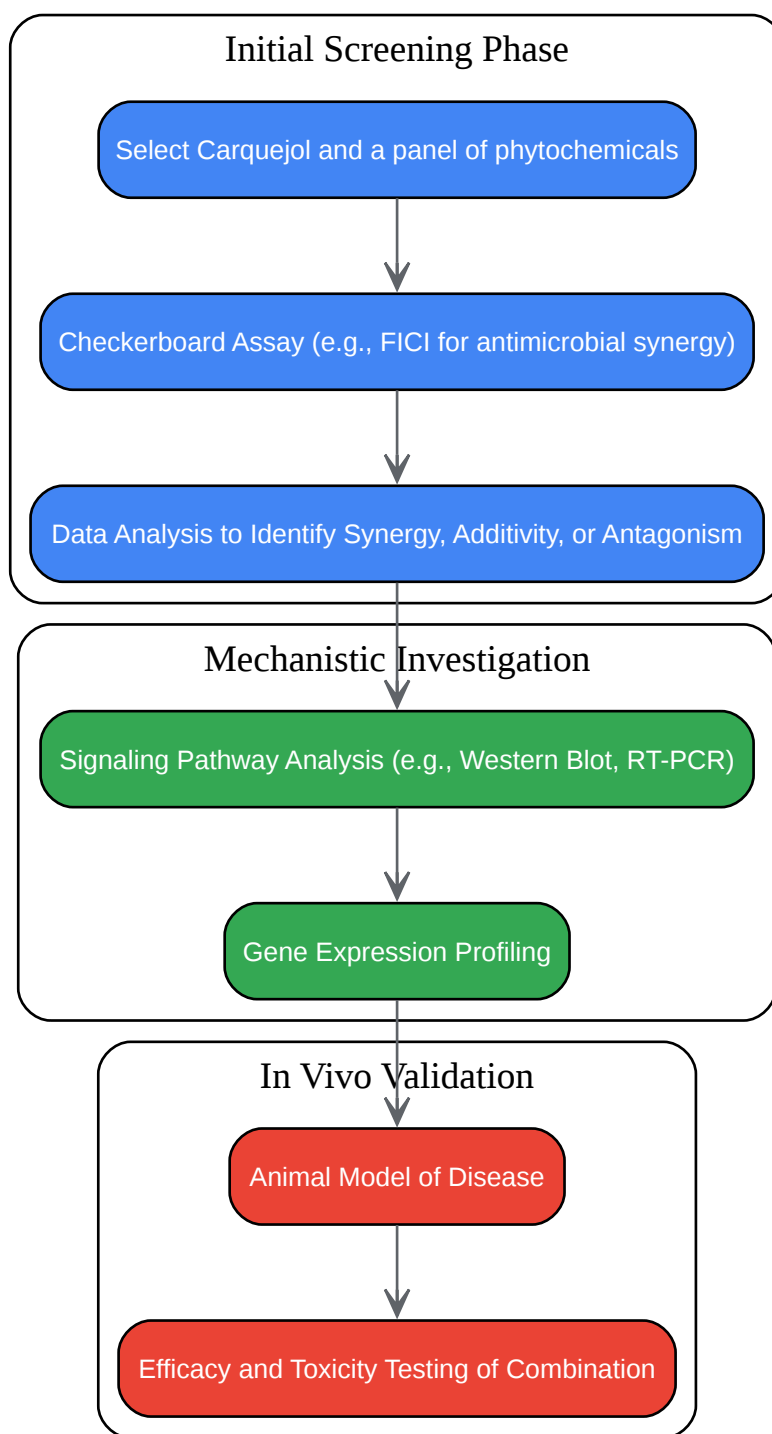 Initial Screening Phase
Select Carquejol and a panel of phytochemicals
Checkerboard Assay (e.g., FICI for antimicrobial synergy)
Data Analysis to Identify Synergy, Additivity, or Antagonism
Mechanistic Investigation
Signaling Pathway Analysis (e.g., Western Blot, RT-PCR)
Gene Expression Profiling
In Vivo Validation
Animal Model of Disease
Efficacy and Toxicity Testing of Combination